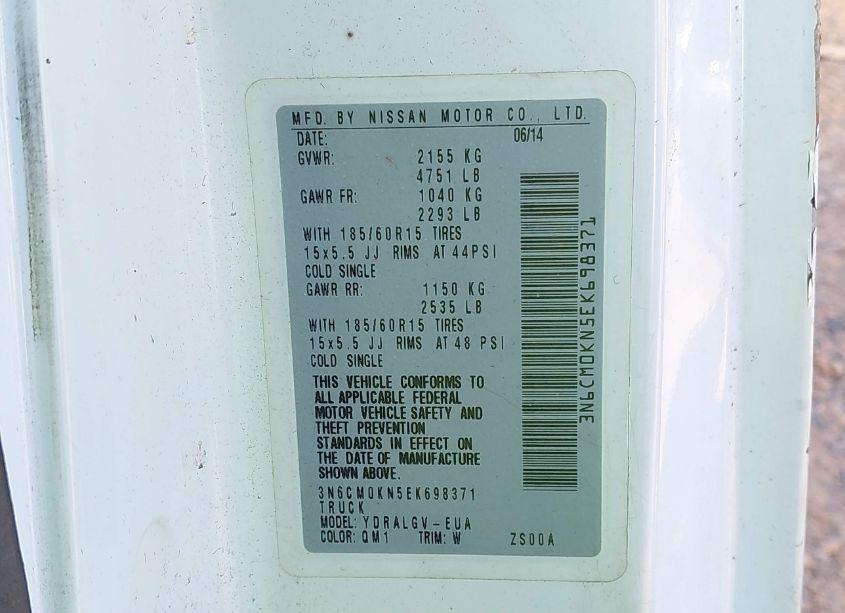 MFD. BY NISSAN MOTOR CO., LTD.
DATE: 06/14
GVWR: 2155 KG
4751 LB
GAWR FR: 1040 KG
2293 LB
WITH 185/60R15 TIRES
15x5.5 JJ RIMS AT 44PSI
COLD SINGLE
GAWR RR: 1150 KG
2535 LB
WITH 185/60R15 TIRES
15x5.5 JJ RIMS AT 48 PSI
COLD SINGLE
THIS VEHICLE CONFORMS TO
ALL APPLICABLE FEDERAL
MOTOR VEHICLE SAFETY AND
THEFT PREVENTION
STANDARDS IN EFFECT ON
THE DATE OF MANUFACTURE
SHOWN ABOVE.
3N6CM0KN5EK698371
TRUCK
MODEL: YDRALGV-EUA
COLOR: QM1 TRIM: W ZS00A
3N6CM0KN5EK698371